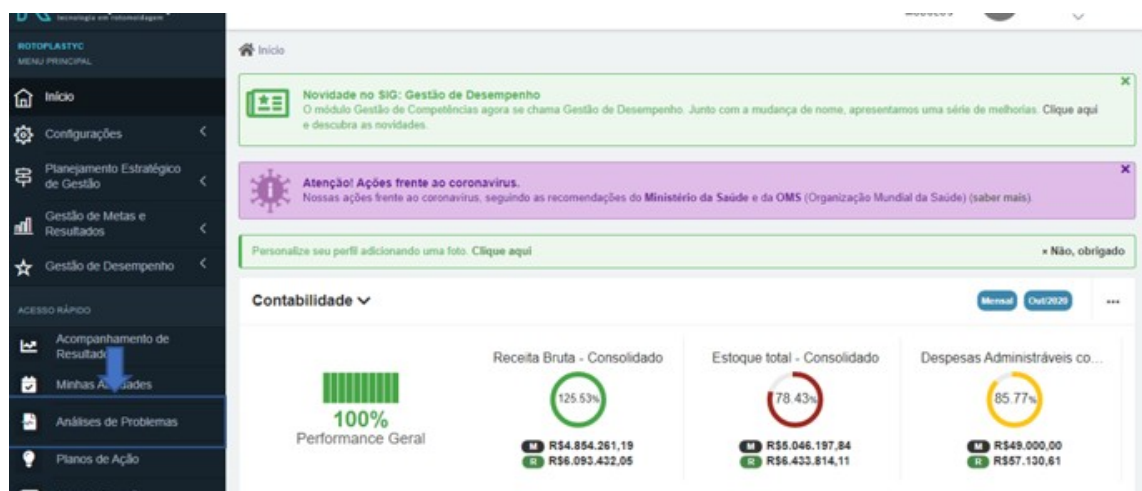 tecnologia em rotomoldagem
ROTOPLASTYC
MENU PRINCIPAL
Início
Configurações
Planejamento Estratégico
de Gestão
Gestão de Metas e
Resultados
Gestão de Desempenho
ACESSO RÁPIDO
Acompanhamento de
Resultad
Minhas A dades
Análises de Problemas
Planos de Ação
Início
Novidade no SIG: Gestão de Desempenho
O módulo Gestão de Competências agora se chama Gestão de Desempenho. Junto com a mudança de nome, apresentamos uma série de melhorias. Clique aqui
e descubra as novidades.
Atenção! Ações frente ao coronavírus.
Nossas ações frente ao coronavirus, seguindo as recomendações do Ministério da Saúde e da OMS (Organização Mundial da Saúde) (saber mais).
Personalize seu perfil adicionando uma foto. Clique aqui
× Não, obrigado
Contabilidade
Mensal Out/2020 ...
100%
Performance Geral
Receita Bruta - Consolidado
125.53%
M R$4.854.261,19
R R$6.093.432,05
Estoque total - Consolidado
78.43%
M R$5.046.197,84
R R$6.433.814,11
Despesas Administráveis co...
85.77%
M R$49.000,00
R R$57.130,61